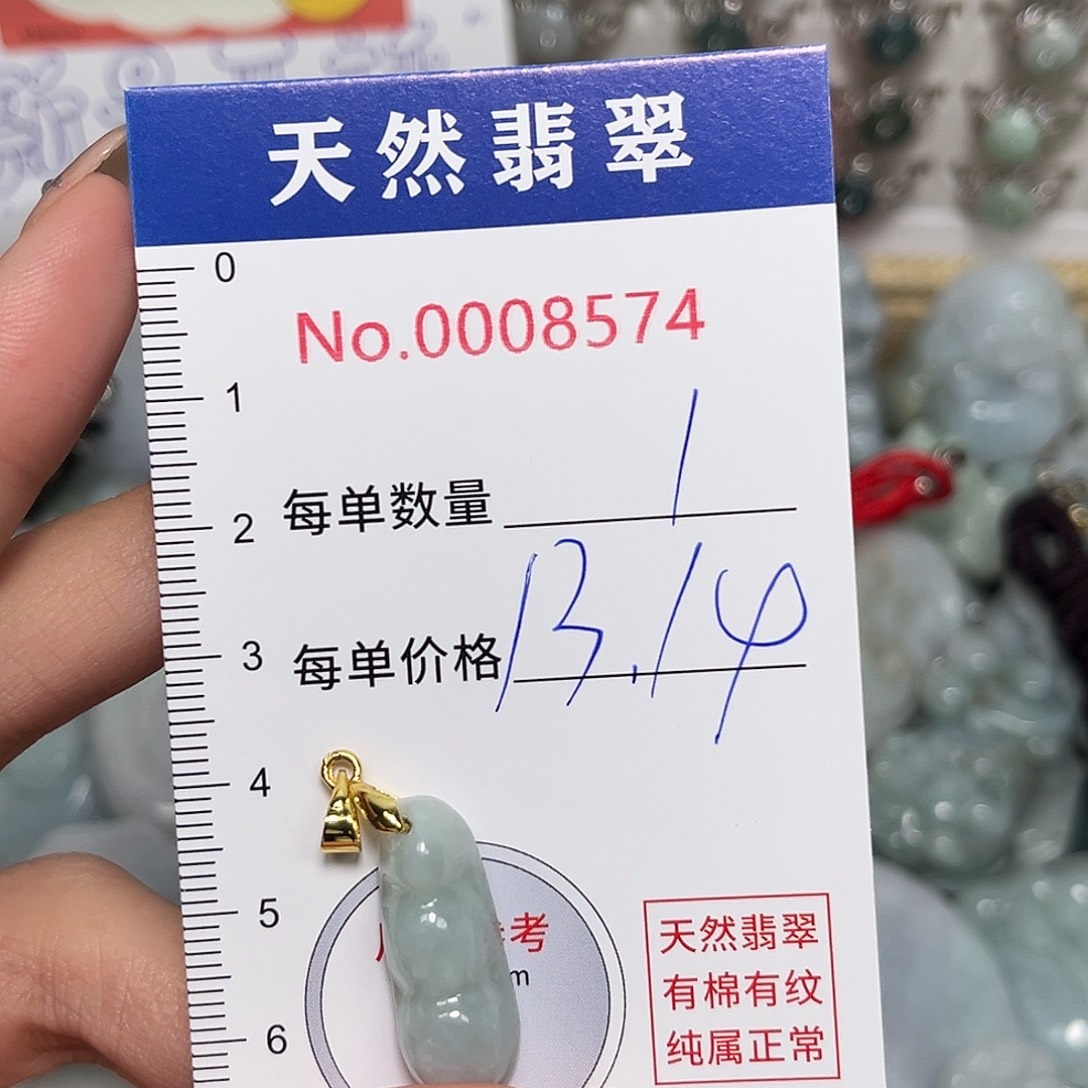 天然翡翠
0
No.0008574
1
每单数量 1
2
每单价格 13.14
3
4
5
考
m
6
天然翡翠
有棉有纹
纯属正常